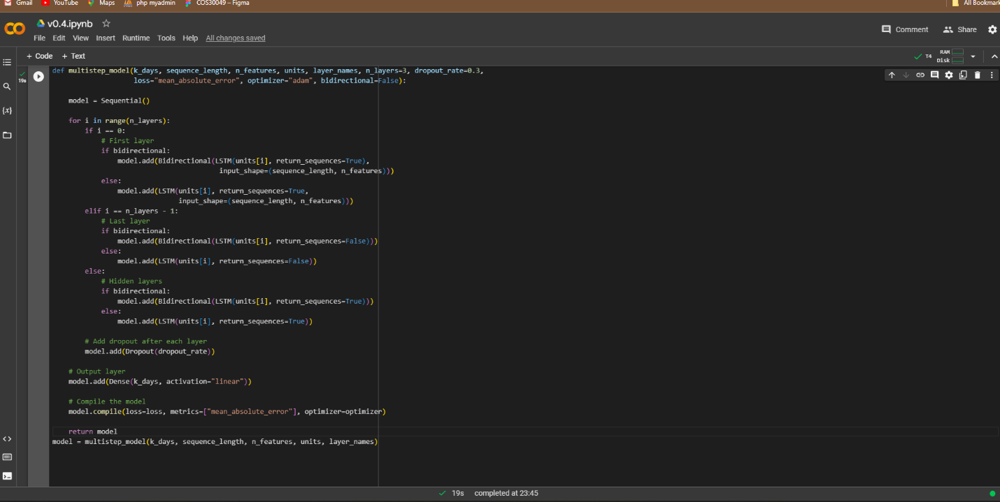 Gmail YouTube Maps php myadmin COS30049 – Figma All Bookmark
v0.4.ipynb
Comment Share
File Edit View Insert Runtime Tools Help All changes saved
+ Code + Text
T4 RAM
Disk
19s
{x}
def multistep_model(k_days, sequence_length, n_features, units, layer_names, n_layers=3, dropout_rate=0.3,
loss="mean_absolute_error", optimizer="adam", bidirectional=False):
model = Sequential()
for i in range(n_layers):
if i == 0:
# First layer
if bidirectional:
model.add(Bidirectional(LSTM(units[i], return_sequences=True),
input_shape=(sequence_length, n_features)))
else:
model.add(LSTM(units[i], return_sequences=True,
input_shape=(sequence_length, n_features)))
elif i == n_layers - 1:
# Last layer
if bidirectional:
model.add(Bidirectional(LSTM(units[i], return_sequences=False)))
else:
model.add(LSTM(units[i], return_sequences=False))
else:
# Hidden layers
if bidirectional:
model.add(Bidirectional(LSTM(units[i], return_sequences=True)))
else:
model.add(LSTM(units[i], return_sequences=True))
# Add dropout after each layer
model.add(Dropout(dropout_rate))
# Output layer
model.add(Dense(k_days, activation="linear"))
# Compile the model
model.compile(loss=loss, metrics=["mean_absolute_error"], optimizer=optimizer)
return model
model = multistep_model(k_days, sequence_length, n_features, units, layer_names)
19s completed at 23:45